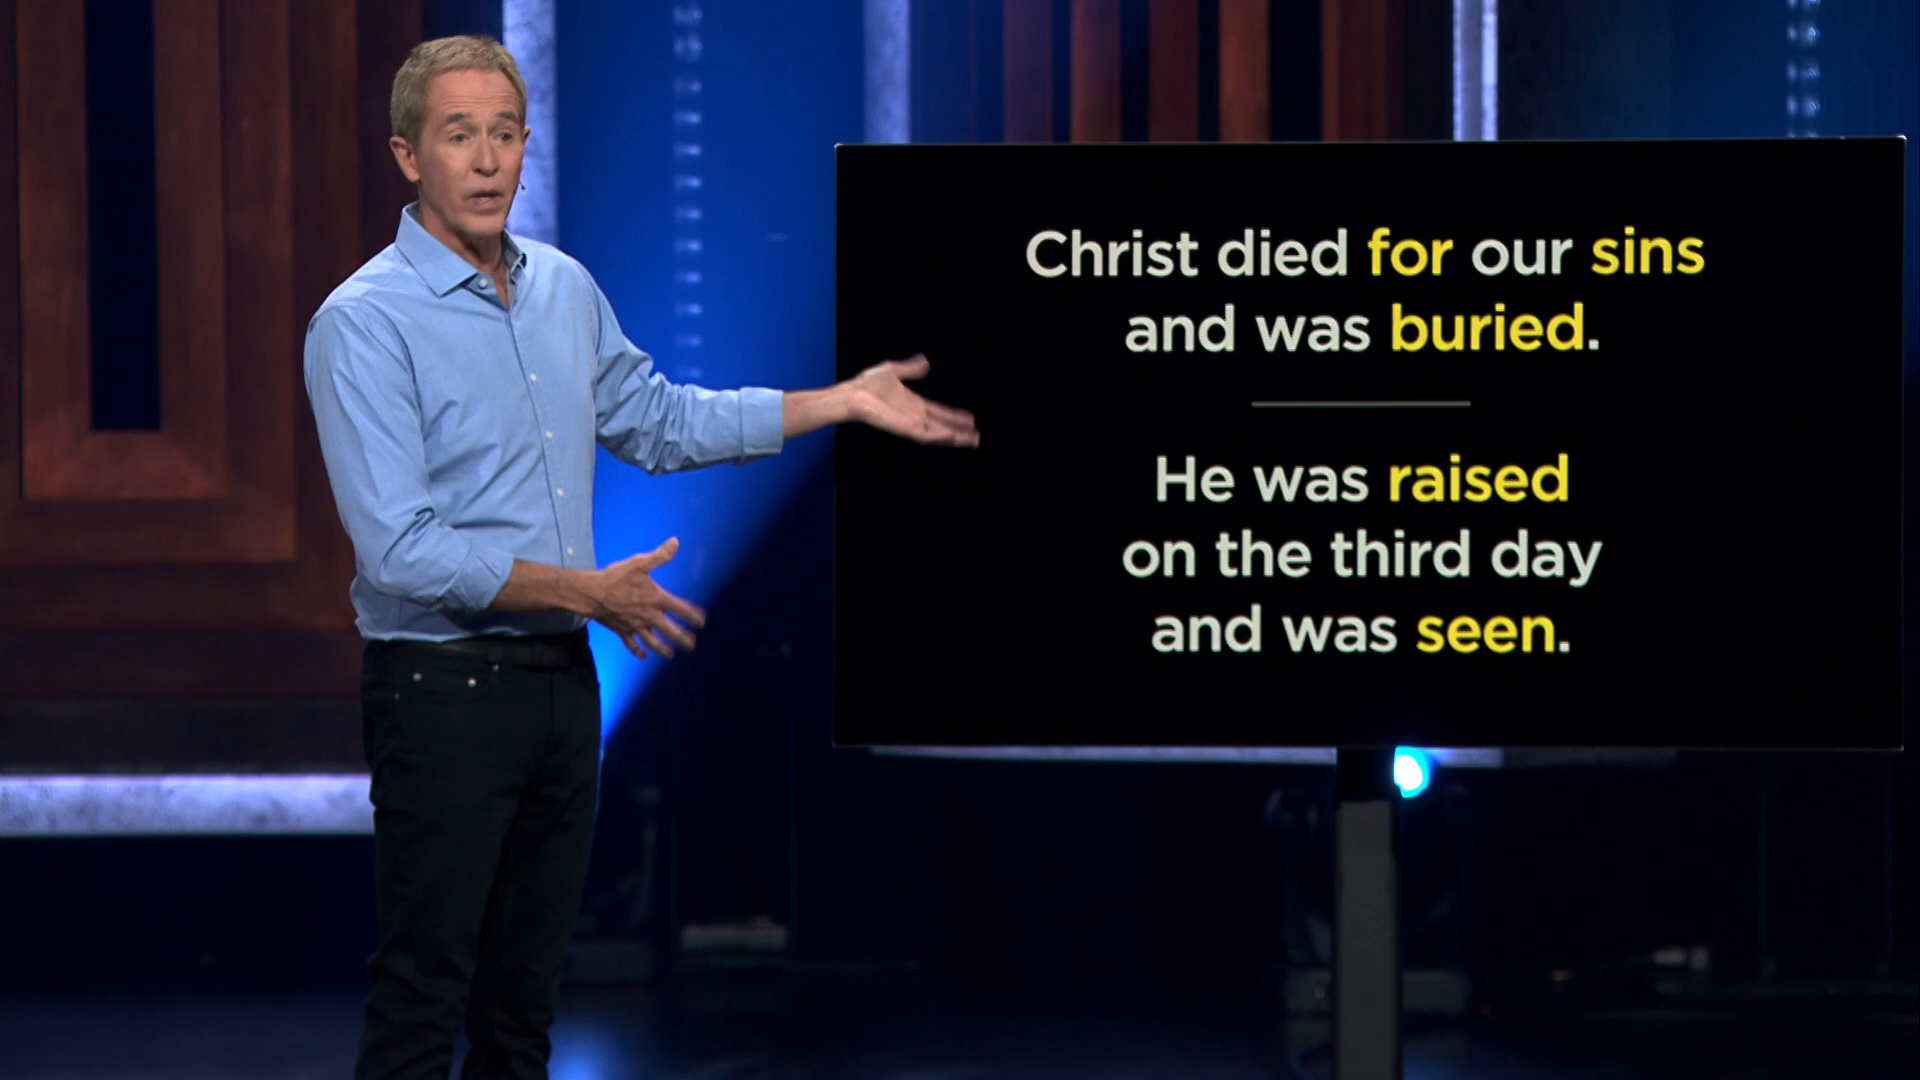 Christ died for our sins
and was buried.
He was raised
on the third day
and was seen.